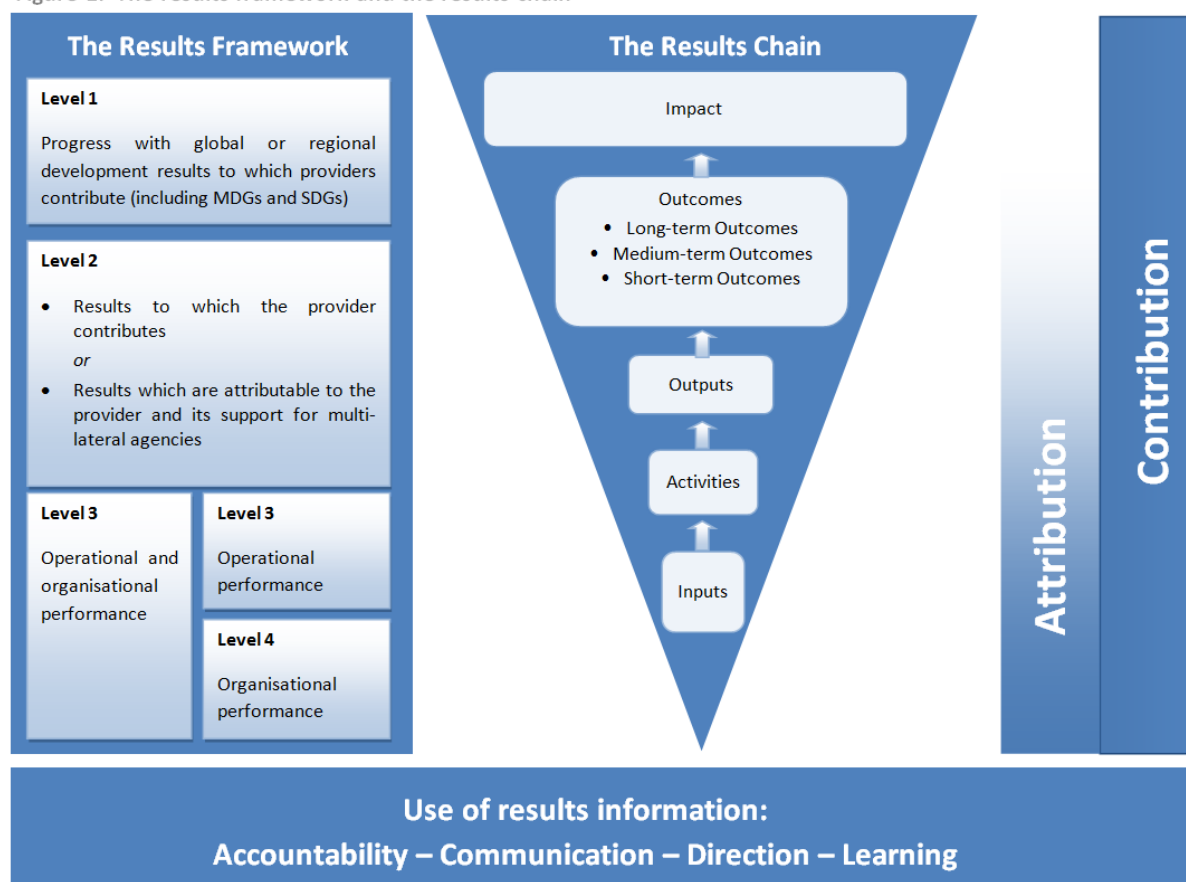 The Results Framework
Level 1
Progress with global or regional
development results to which providers
contribute (including MDGs and SDGs)
Level 2
• Results to which the provider
contributes
or
• Results which are attributable to the
provider and its support for multi-
lateral agencies
Level 3
Operational and
organisational
performance
Level 3
Operational
performance
Level 4
Organisational
performance
The Results Chain
Impact
Outcomes
• Long-term Outcomes
• Medium-term Outcomes
• Short-term Outcomes
Outputs
Activities
Inputs
Attribution
Contribution
Use of results information:
Accountability – Communication – Direction – Learning